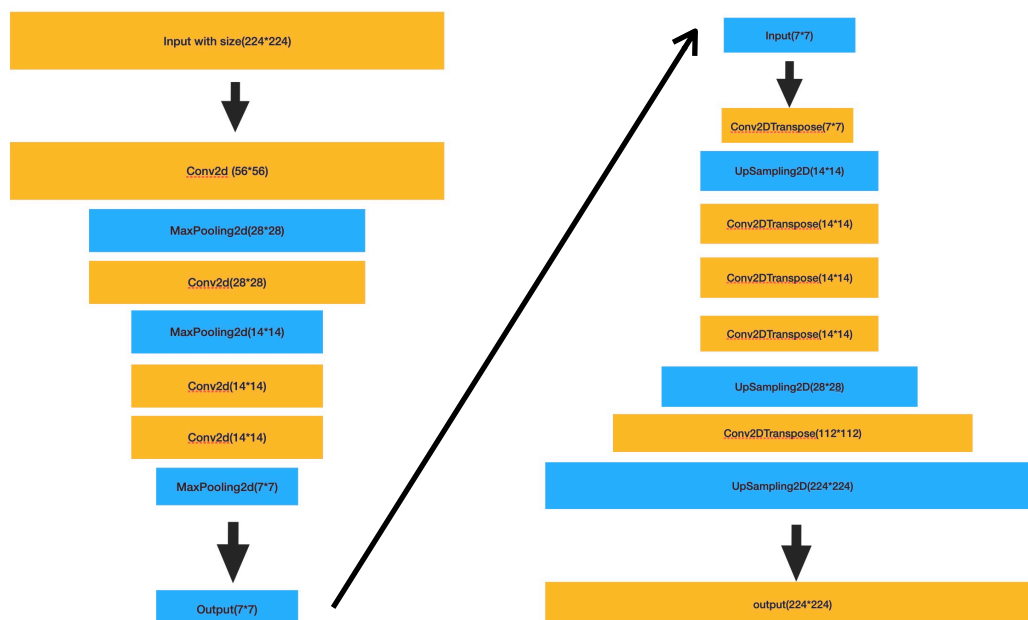 Input with size(224*224)
Conv2d (56*56)
MaxPooling2d(28*28)
Conv2d(28*28)
MaxPooling2d(14*14)
Conv2d(14*14)
Conv2d(14*14)
MaxPooling2d(7*7)
Output(7*7)
Input(7*7)
Conv2DTranspose(7*7)
UpSampling2D(14*14)
Conv2DTranspose(14*14)
Conv2DTranspose(14*14)
Conv2DTranspose(14*14)
UpSampling2D(28*28)
Conv2DTranspose(112*112)
UpSampling2D(224*224)
output(224*224)